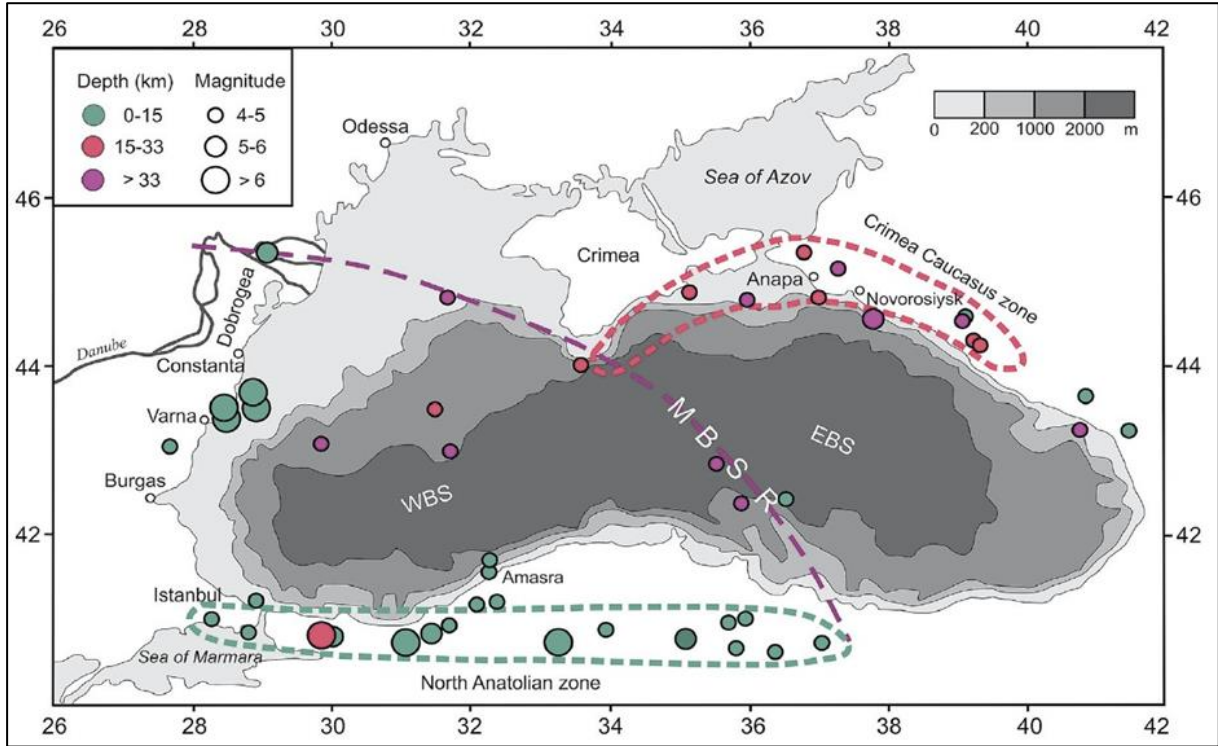 26 28 30 32 34 36 38 40 42
Depth (km) Magnitude
0-15 4-5
15-33 5-6
> 33 > 6
0 200 1000 2000 m
Odessa
Sea of Azov
46 46
Crimea
Crimea Caucasus zone
Anapa
Novorosiysk
Dobrogea
Danube
Constanta
44 44
Varna
MBSR
EBS
Burgas
WBS
42 42
Amasra
Istanbul
Sea of Marmara
North Anatolian zone
26 28 30 32 34 36 38 40 42